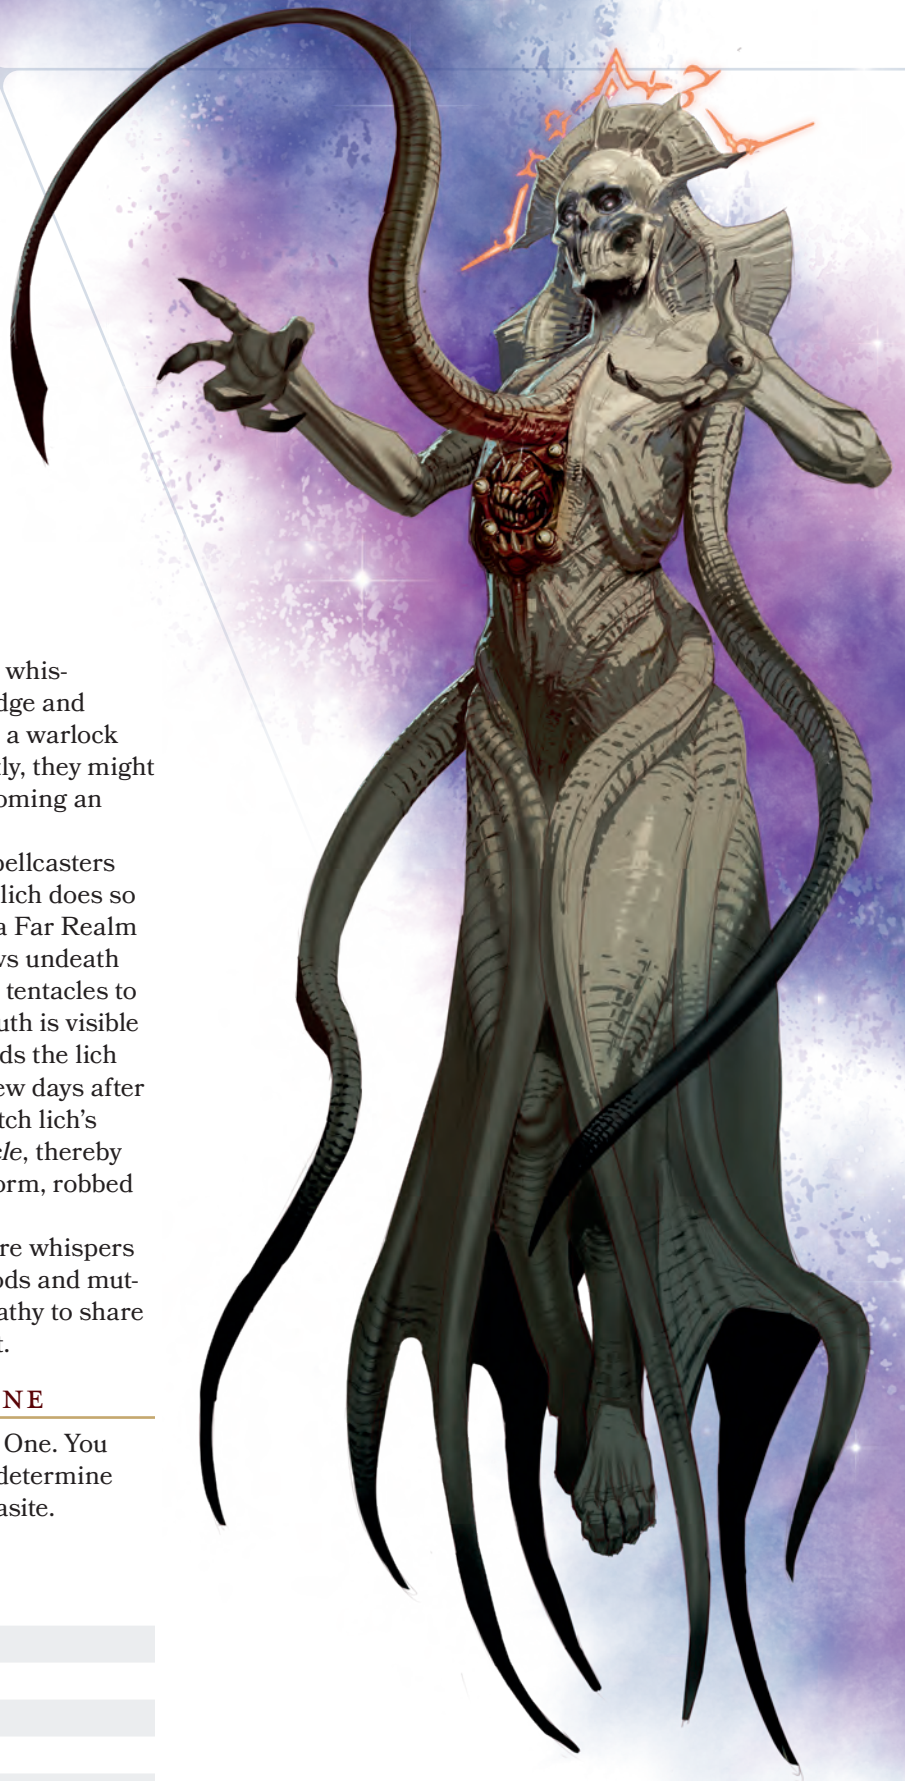 whis-
dge and
a warlock
ly, they might
oming an
pellcasters
lich does so
a Far Realm
ws undeath
tentacles to
uth is visible
ds the lich
ew days after
tch lich's
cle, thereby
orm, robbed
re whispers
ods and mut-
athy to share
t.
NE
One. You
determine
asite.